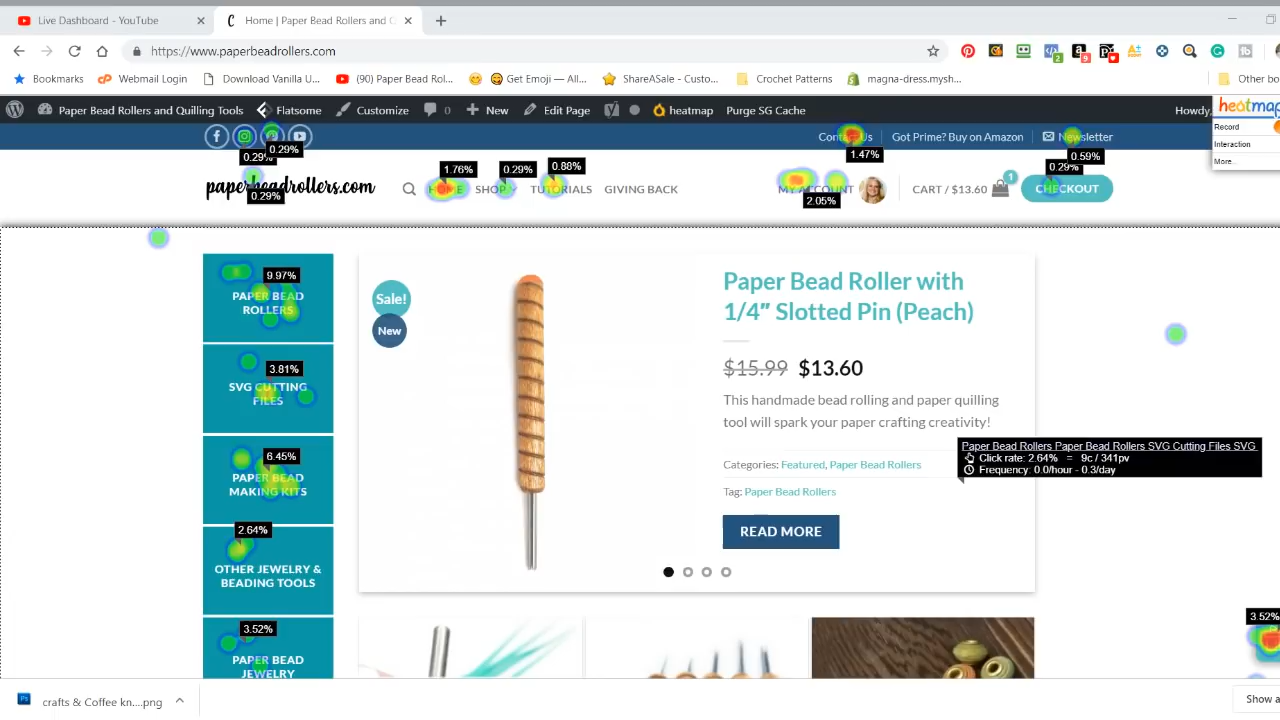 Live Dashboard - YouTube
Home | Paper Bead Rollers and Q
https://www.paperbeadrollers.com
2
9
Bookmarks
Webmail Login
Download Vanilla U...
(90) Paper Bead Rol...
Get Emoji — All...
ShareASale - Custo...
Crochet Patterns
magna-dress.mysh...
Other bo
Paper Bead Rollers and Quilling Tools
Flatsome
Customize
0
New
Edit Page
heatmap
Purge SG Cache
Howdy,
heatmap
Record
Interaction
More...
Contact Us
Got Prime? Buy on Amazon
Newsletter
0.29%
0.29%
1.47%
0.59%
paperbeadrollers.com
0.29%
1.76%
0.29%
0.88%
HOME
SHOP
TUTORIALS
GIVING BACK
MY ACCOUNT
2.05%
CART / $13.60
1
0.29%
CHECKOUT
9.97%
PAPER BEAD
ROLLERS
3.81%
SVG CUTTING
FILES
6.45%
PAPER BEAD
MAKING KITS
2.64%
OTHER JEWELRY &
BEADING TOOLS
3.52%
PAPER BEAD
JEWELRY
Sale!
New
Paper Bead Roller with
1/4” Slotted Pin (Peach)
$15.99 $13.60
This handmade bead rolling and paper quilling
tool will spark your paper crafting creativity!
Categories: Featured, Paper Bead Rollers
Tag: Paper Bead Rollers
READ MORE
Paper Bead Rollers Paper Bead Rollers SVG Cutting Files SVG
Click rate: 2.64% = 9c / 341pv
Frequency: 0.0/hour - 0.3/day
3.52%
crafts & Coffee kn....png
Show a